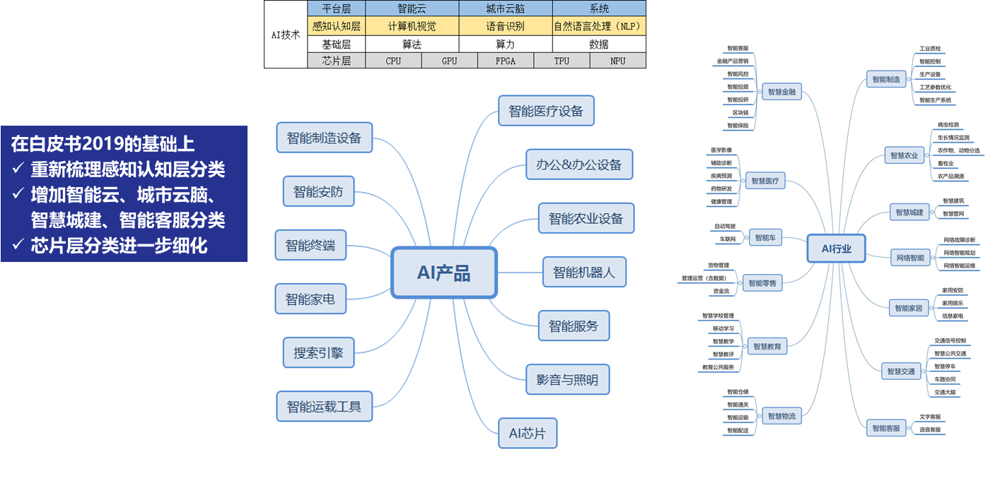 在白皮书2019的基础上
✓ 重新梳理感知认知层分类
✓ 增加智能云、城市云脑、
智慧城建、智能客服分类
✓ 芯片层分类进一步细化
AI技术
平台层 智能云 城市云脑 系统
感知认知层 计算机视觉 语音识别 自然语言处理（NLP）
基础层 算法 算力 数据
芯片层 CPU GPU FPGA TPU NPU
AI产品
智能制造设备
智能安防
智能终端
智能家电
搜索引擎
智能运载工具
智能医疗设备
办公&办公设备
智能农业设备
智能机器人
智能服务
影音与照明
AI芯片
AI行业
智慧金融
智能客服
金融产品营销
智能风控
智能投顾
智能投研
区块链
智能保险
智慧医疗
医学影像
辅助诊断
疾病预测
药物研发
健康管理
智能车
自动驾驶
车联网
智能零售
货物管理
管理运营（含数据）
资金流
智慧教育
智慧学校管理
移动学习
智慧教学
智慧教评
教育公共服务
智慧物流
智能仓储
智能通关
智能运输
智能配送
智能制造
工业质检
智能控制
生产设备
工艺参数优化
智能生产系统
智慧农业
病虫检测
生长情况监测
农作物、动物分选
畜牧业
农产品溯源
智慧城建
智慧建筑
智慧管网
网络智能
网络故障诊断
网络智能规划
网络智能运维
智能家居
家用安防
家用娱乐
信息家电
智慧交通
交通信号控制
智慧公共交通
智慧停车
车路协同
交通大脑
智能客服
文字客服
语音客服